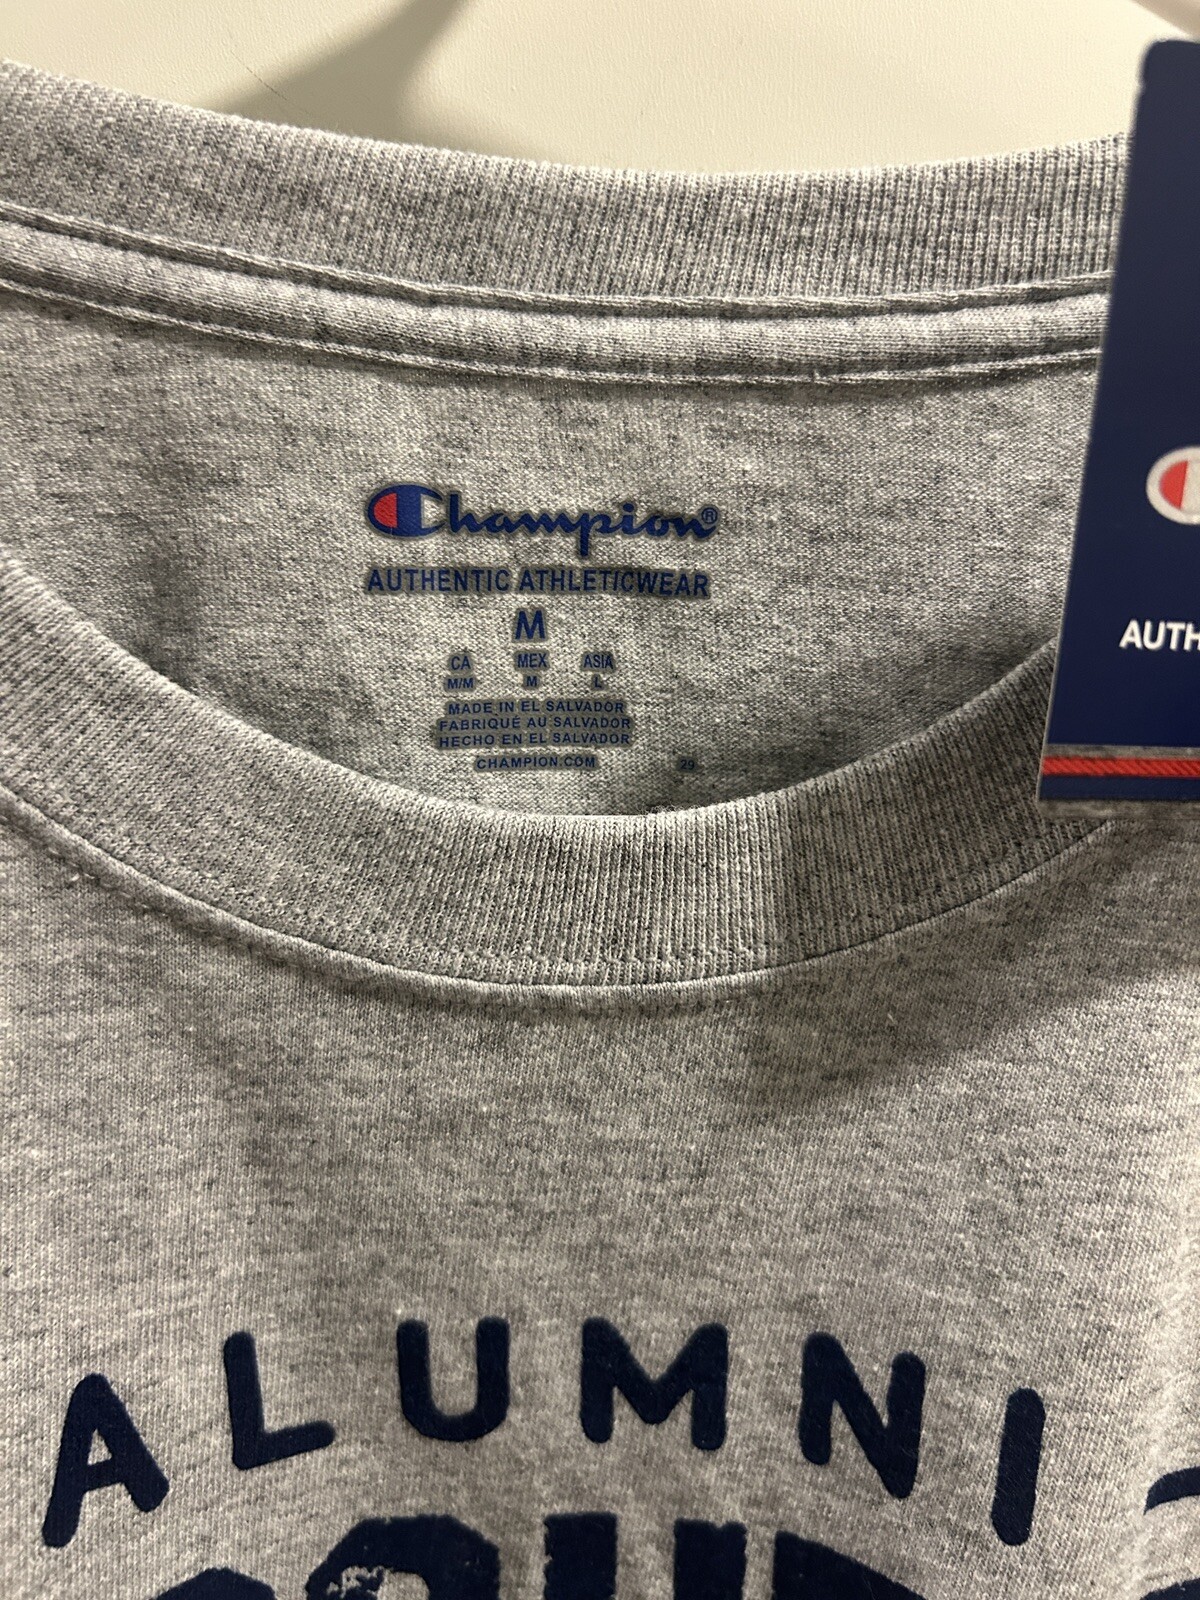 Champion®
AUTHENTIC ATHLETICWEAR
M
CA MEX ASIA
M/M M L
MADE IN EL SALVADOR
FABRIQUÉ AU SALVADOR
HECHO EN EL SALVADOR
CHAMPION.COM 29
AUTH
ALUMNI